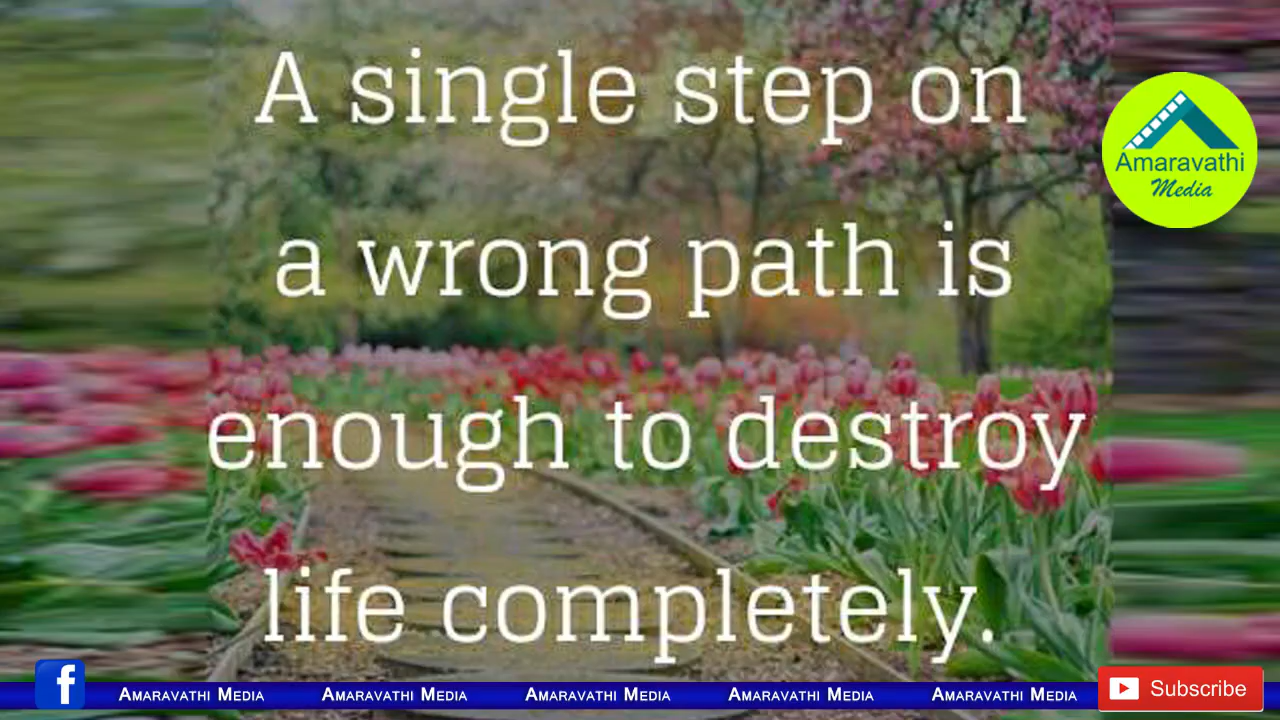 A single step on
a wrong path is
enough to destroy
life completely.
Amaravathi
Media
f
Amaravathi Media Amaravathi Media Amaravathi Media Amaravathi Media Amaravathi Media
Subscribe